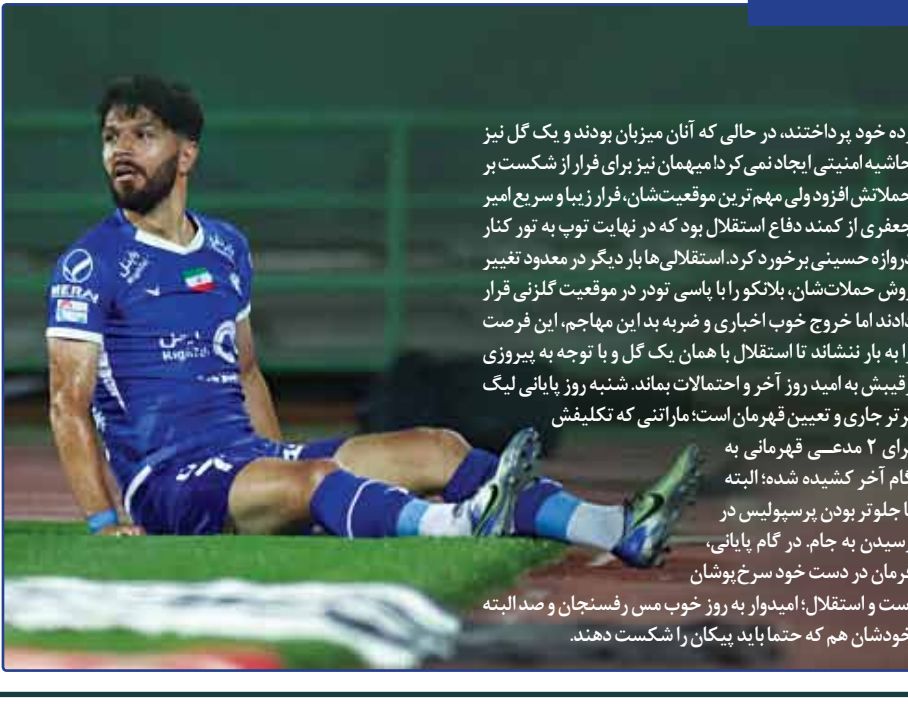 ده خود پرداختند، در حالی که آنان میزبان بودند و یک گل نیز
حاشیه امنیتی ایجاد نمی کرد! میهمان نیز برای فرار از شکست بر
حملاتش افزود ولی مهم ترین موقعیت‌شان، فرار زیبا و سریع امیر
جعفری از کمند دفاع استقلال بود که در نهایت توپ به تور کنار
دروازه حسینی برخورد کرد. استقلالی‌ها بار دیگر در معدود تغییر
روش حملات‌شان، بلانکو را با پاسی تودر در موقعیت گلزنی قرار
دادند اما خروج خوب اخباری و ضربه بد این مهاجم، این فرصت
را به بار ننشاند تا استقلال با همان یک گل و با توجه به پیروزی
رقیبش به امید روز آخر و احتمالات بماند. شنبه روز پایانی لیگ
برتر جاری و تعیین قهرمان است؛ ماراتنی که تکلیفش
برای ۲ مدعی قهرمانی به
گام آخر کشیده شده؛ البته
با جلوتر بودن پرسپولیس در
رسیدن به جام. در گام پایانی،
فرمان در دست خود سرخ‌پوشان
است و استقلال؛ امیدوار به روز خوب مس رفسنجان و صد البته
خودشان هم که حتما باید پیکان را شکست دهند.
MERAJ
Kighlaloh